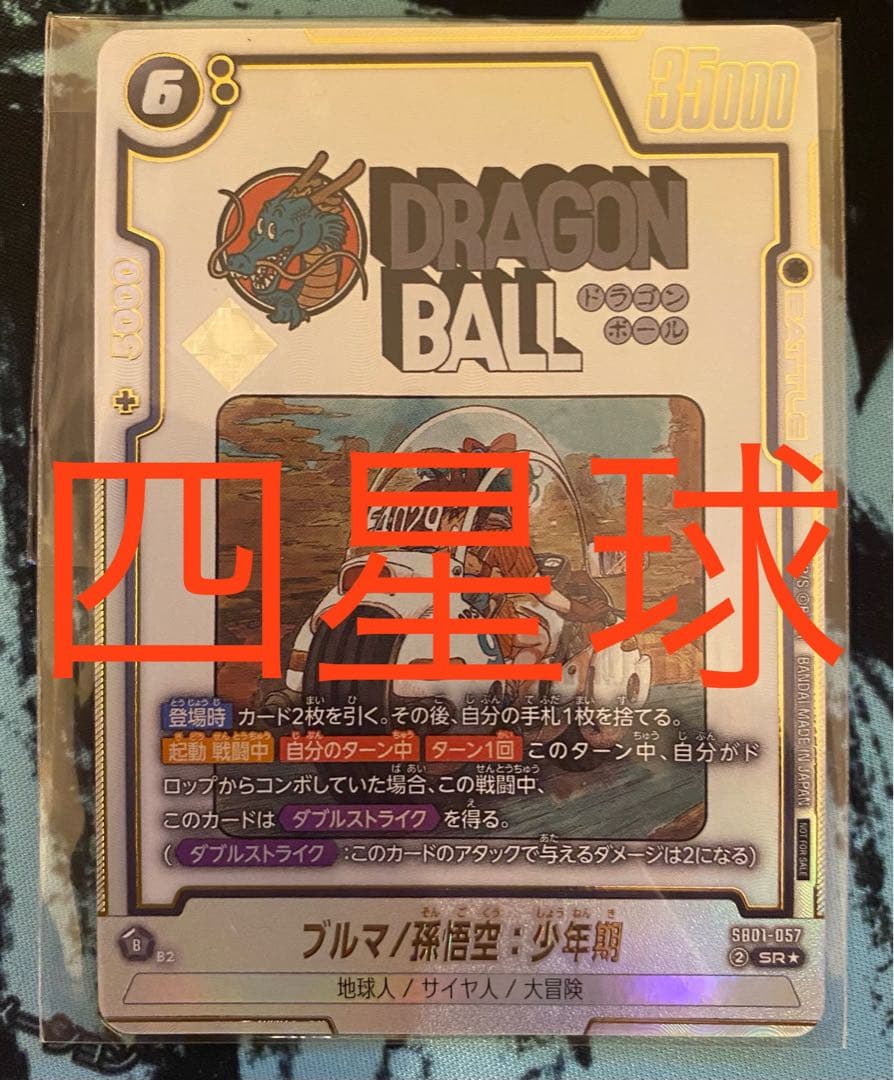 6
35000
DRAGON
BALL
ドラゴン
ボール
5000
BATTLE
四星球
BANDAI MADE IN JAPAN
NOT FOR SALE
登場時 カード2枚を引く。その後、自分の手札1枚を捨てる。
起動 戦闘中 自分のターン中 ターン1回 このターン中、自分がド
ロップからコンボしていた場合、この戦闘中、
このカードは ダブルストライク を得る。
( ダブルストライク :このカードのアタックで与えるダメージは2になる)
ブルマ/孫悟空:少年期
SB01-057
B
B2
② SR★
地球人 / サイヤ人 / 大冒険